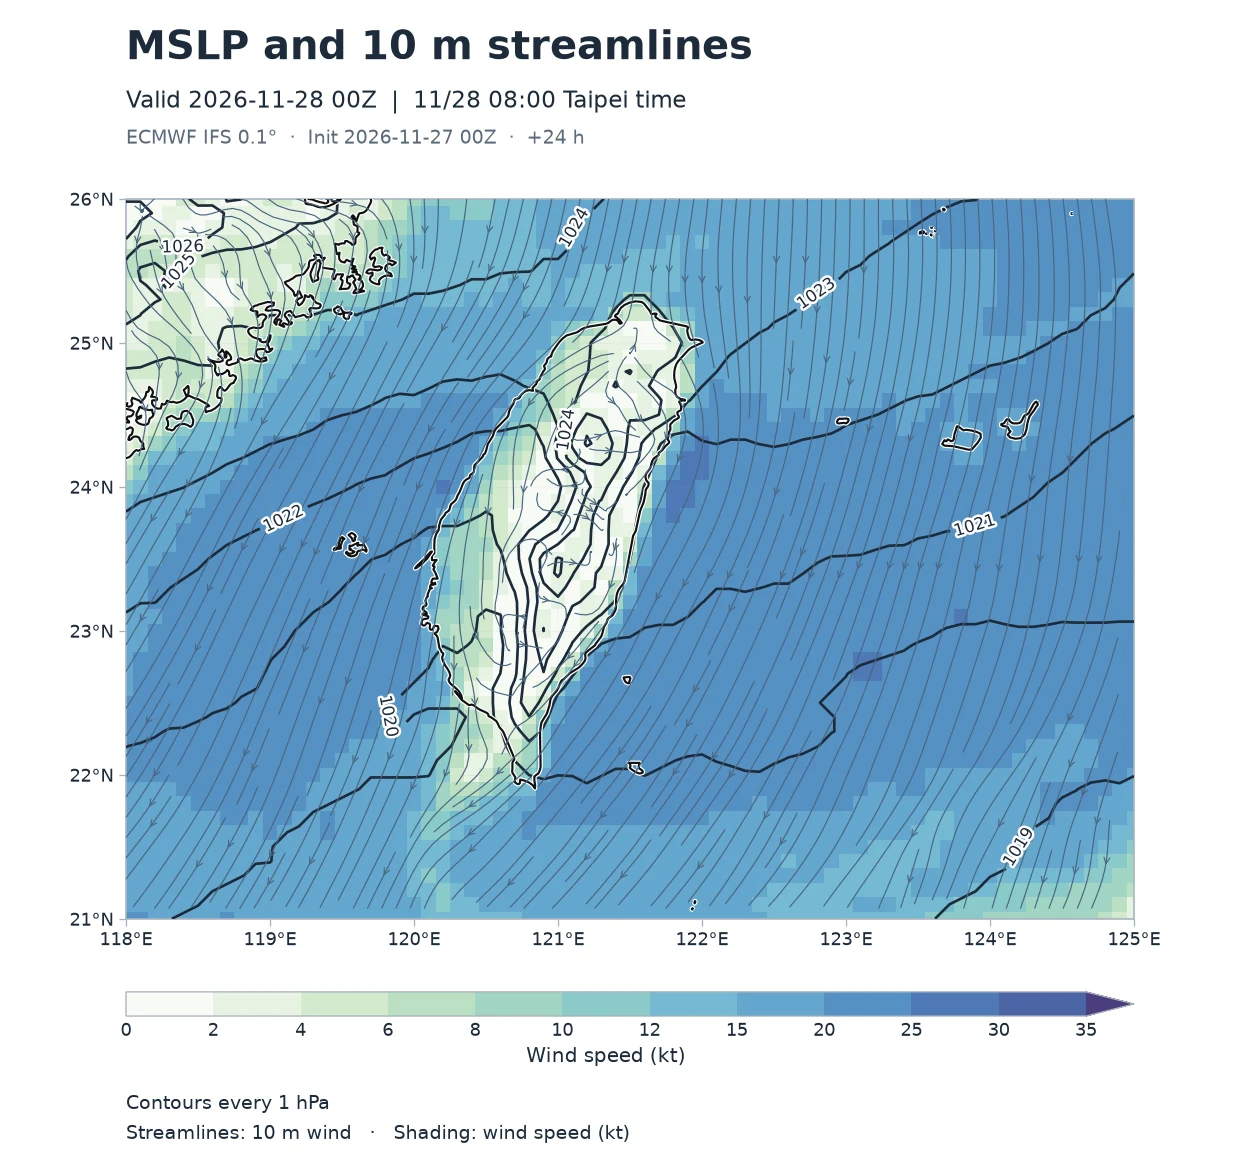 MSLP and 10 m streamlines
Valid 2026-11-28 00Z | 11/28 08:00 Taipei time
ECMWF IFS 0.1° · Init 2026-11-27 00Z · +24 h
26°N
25°N
24°N
23°N
22°N
21°N
1024
1026
1025
1023
1024
1022
1021
1020
1019
118°E 119°E 120°E 121°E 122°E 123°E 124°E 125°E
0 2 4 6 8 10 12 15 20 25 30 35
Wind speed (kt)
Contours every 1 hPa
Streamlines: 10 m wind · Shading: wind speed (kt)